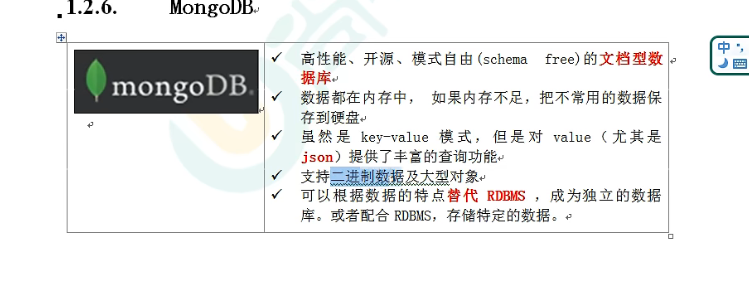 1.2.6. MongoDB
mongoDB.
高性能、开源、模式自由(schema free)的文档型数
据库
数据都在内存中， 如果内存不足，把不常用的数据保
存到硬盘
虽然是 key-value 模式，但是对 value（尤其是
json）提供了丰富的查询功能
支持二进制数据及大型对象
可以根据数据的特点替代 RDBMS ，成为独立的数据
库。或者配合 RDBMS，存储特定的数据。
中